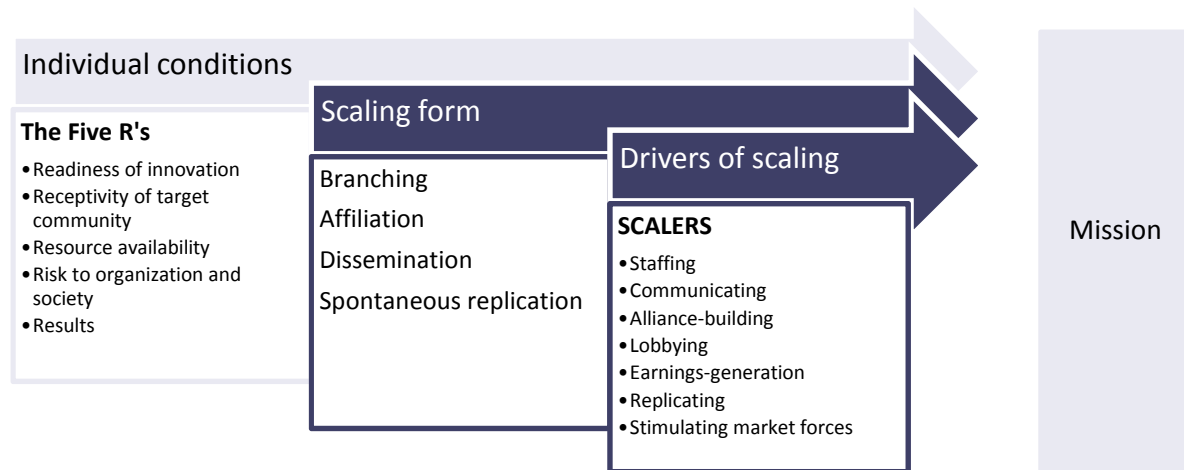 Individual conditions
The Five R's
•Readiness of innovation
•Receptivity of target
community
•Resource availability
•Risk to organization and
society
•Results
Scaling form
Branching
Affiliation
Dissemination
Spontaneous replication
Drivers of scaling
SCALERS
•Staffing
•Communicating
•Alliance-building
•Lobbying
•Earnings-generation
•Replicating
•Stimulating market forces
Mission